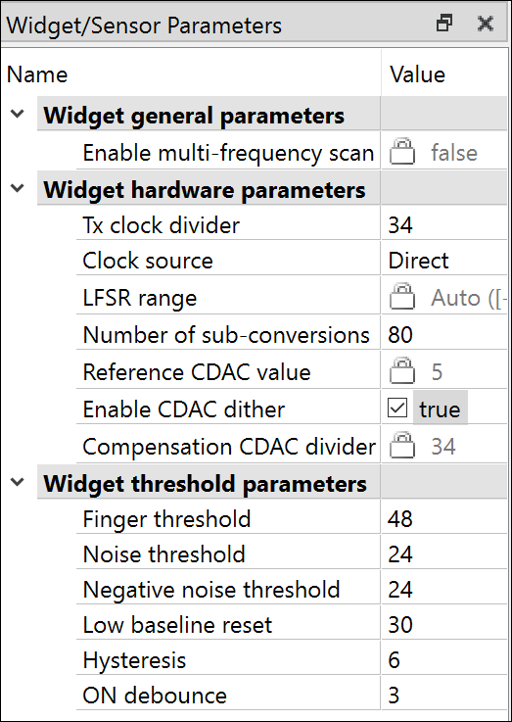 Widget/Sensor Parameters
Name Value
Widget general parameters
Enable multi-frequency scan false
Widget hardware parameters
Tx clock divider 34
Clock source Direct
LFSR range Auto ([-
Number of sub-conversions 80
Reference CDAC value 5
Enable CDAC dither true
Compensation CDAC divider 34
Widget threshold parameters
Finger threshold 48
Noise threshold 24
Negative noise threshold 24
Low baseline reset 30
Hysteresis 6
ON debounce 3